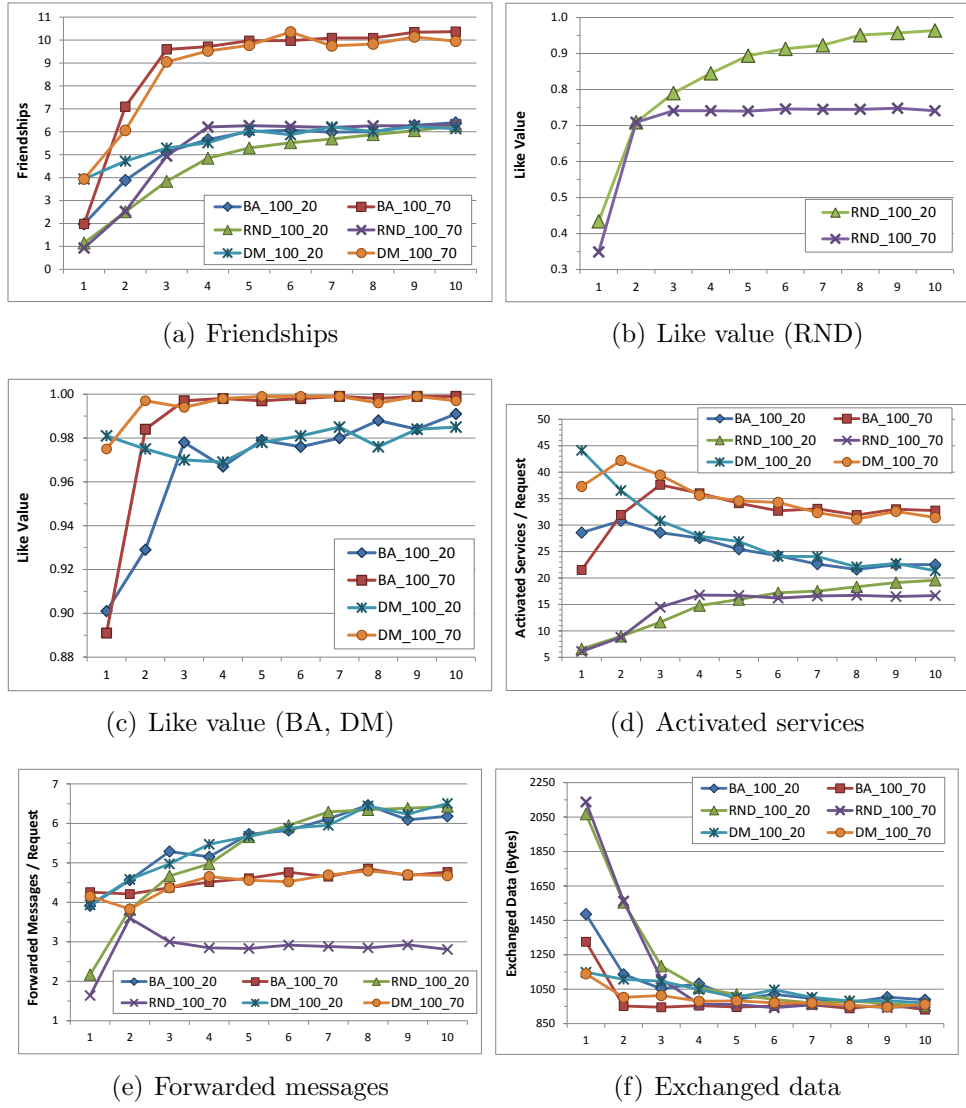 11
10
9
8
7
6
5
4
3
2
1
0
Friendships
BA_100_20 BA_100_70
RND_100_20 RND_100_70
DM_100_20 DM_100_70
1 2 3 4 5 6 7 8 9 10
(a) Friendships
1.0
0.9
0.8
0.7
0.6
0.5
0.4
0.3
Like Value
RND_100_20
RND_100_70
1 2 3 4 5 6 7 8 9 10
(b) Like value (RND)
1.00
0.98
0.96
0.94
0.92
0.90
0.88
Like Value
BA_100_20
BA_100_70
DM_100_20
DM_100_70
1 2 3 4 5 6 7 8 9 10
(c) Like value (BA, DM)
50
45
40
35
30
25
20
15
10
5
Activated Services / Request
BA_100_20 BA_100_70
RND_100_20 RND_100_70
DM_100_20 DM_100_70
1 2 3 4 5 6 7 8 9 10
(d) Activated services
7
6
5
4
3
2
1
Forwarded Messages / Request
BA_100_20 BA_100_70 RND_100_20
RND_100_70 DM_100_20 DM_100_70
1 2 3 4 5 6 7 8 9 10
(e) Forwarded messages
2250
2050
1850
1650
1450
1250
1050
850
Exchanged Data (Bytes)
BA_100_20 BA_100_70
RND_100_20 RND_100_70
DM_100_20 DM_100_70
1 2 3 4 5 6 7 8 9 10
(f) Exchanged data